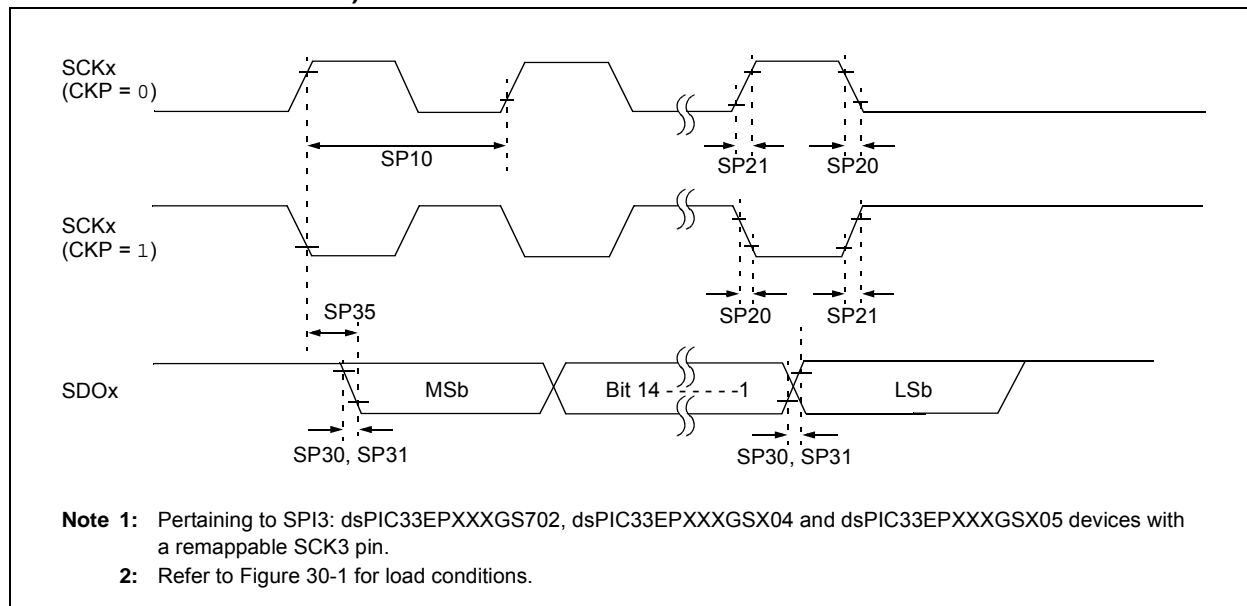 SCKx
(CKP = 0)
SP10
SP21
SP20
SCKx
(CKP = 1)
SP35
SP20
SP21
SDOx
MSb
Bit 14 - - - - - -1
LSb
SP30, SP31
SP30, SP31
Note 1: Pertaining to SPI3: dsPIC33EPXXXGS702, dsPIC33EPXXXGSX04 and dsPIC33EPXXXGSX05 devices with
a remappable SCK3 pin.
2: Refer to Figure 30-1 for load conditions.